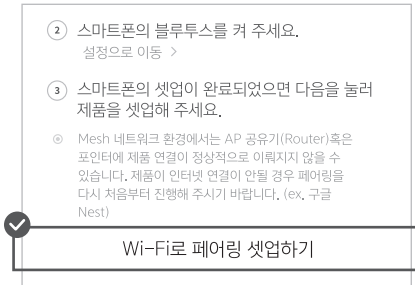 ② 스마트폰의 블루투스를 켜 주세요.
설정으로 이동 >
③ 스마트폰의 셋업이 완료되었으면 다음을 눌러
제품을 셋업해 주세요.
⊙ Mesh 네트워크 환경에서는 AP 공유기(Router)혹은
포인터에 제품 연결이 정상적으로 이뤄지지 않을 수
있습니다. 제품이 인터넷 연결이 안될 경우 페어링을
다시 처음부터 진행해 주시기 바랍니다. (ex. 구글
Nest)
Wi-Fi로 페어링 셋업하기